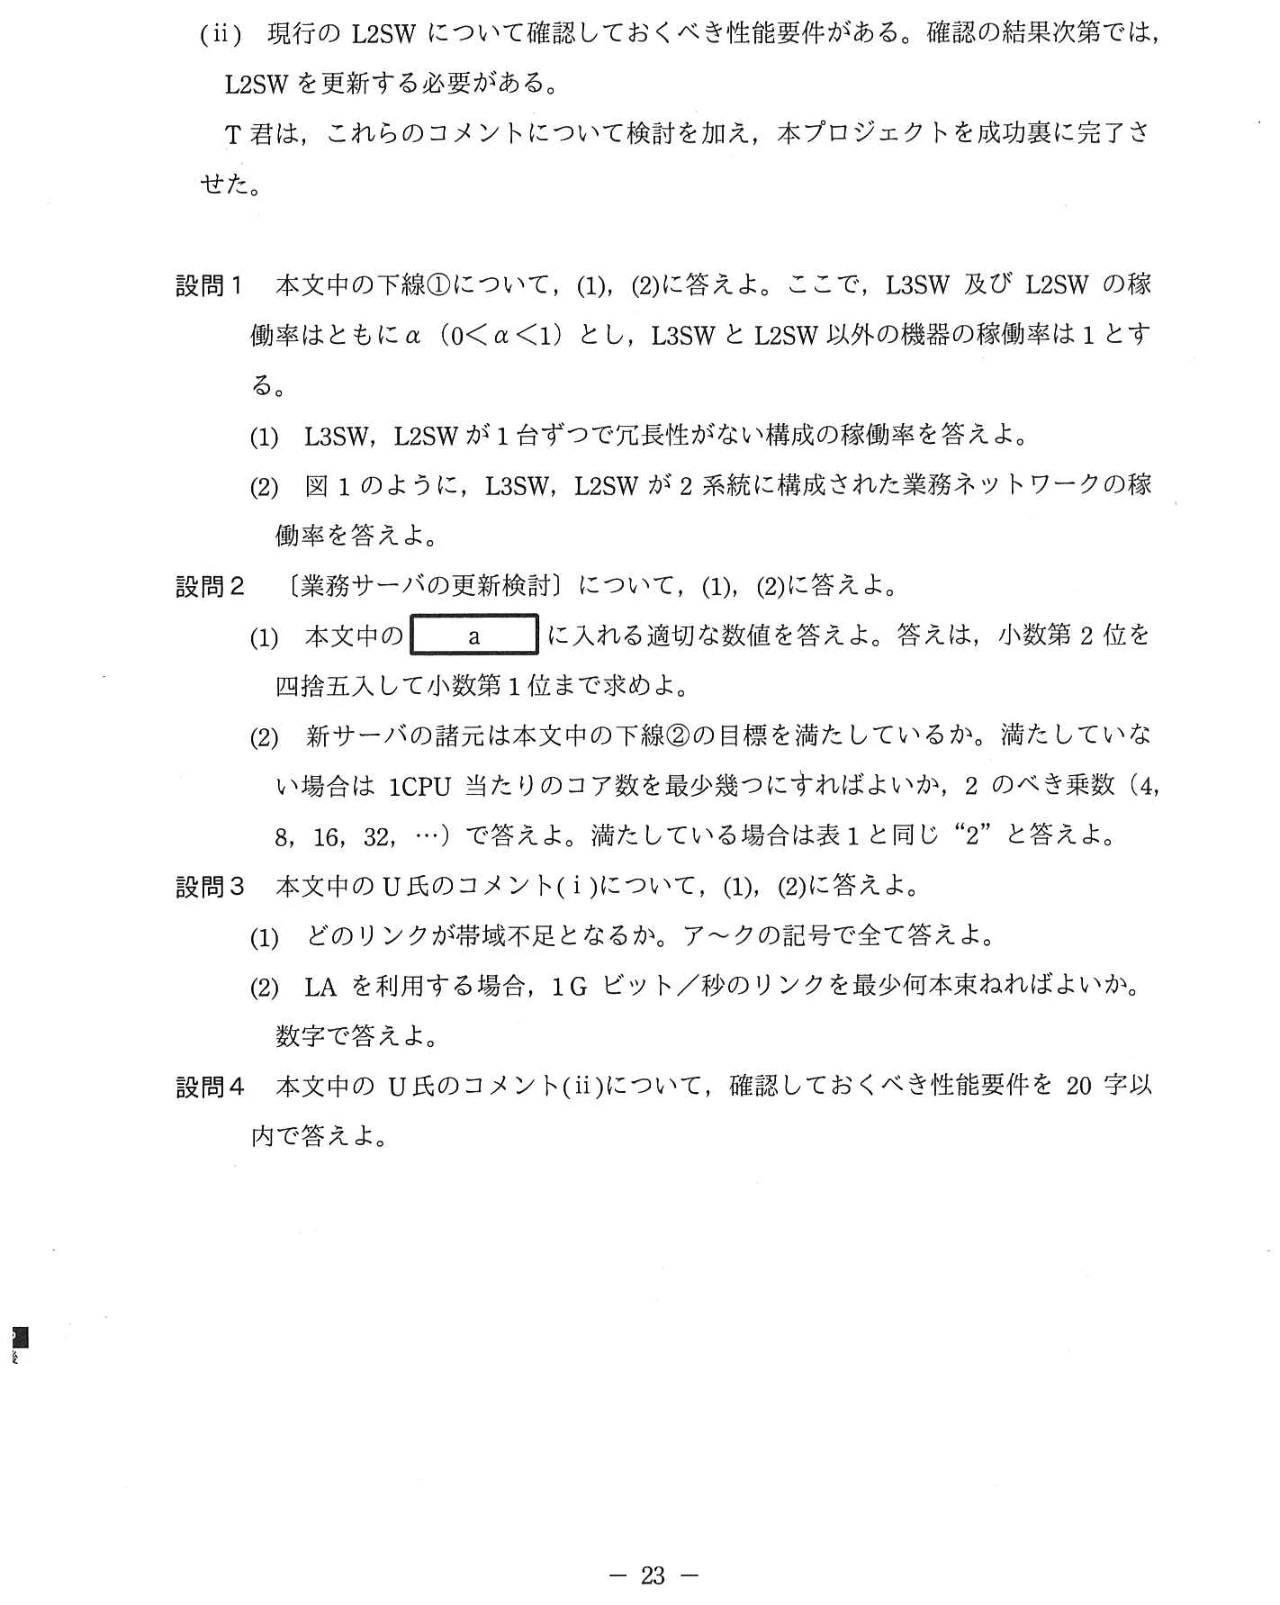 (ⅱ) 現行の L2SW について確認しておくべき性能要件がある。確認の結果次第では,
L2SW を更新する必要がある。
T 君は,これらのコメントについて検討を加え,本プロジェクトを成功裏に完了さ
せた。
設問1 本文中の下線①について,(1),(2)に答えよ。ここで,L3SW 及び L2SW の稼
働率はともに α (0<α<1) とし,L3SW と L2SW 以外の機器の稼働率は 1 とす
る。
(1) L3SW,L2SW が 1 台ずつで冗長性がない構成の稼働率を答えよ。
(2) 図 1 のように,L3SW,L2SW が 2 系統に構成された業務ネットワークの稼
働率を答えよ。
設問2 〔業務サーバの更新検討〕について,(1),(2)に答えよ。
(1) 本文中の a に入れる適切な数値を答えよ。答えは,小数第 2 位を
四捨五入して小数第 1 位まで求めよ。
(2) 新サーバの諸元は本文中の下線②の目標を満たしているか。満たしていな
い場合は 1CPU 当たりのコア数を最少幾つにすればよいか,2 のべき乗数(4,
8,16,32,…)で答えよ。満たしている場合は表 1 と同じ “2” と答えよ。
設問3 本文中の U 氏のコメント(ⅰ)について,(1),(2)に答えよ。
(1) どのリンクが帯域不足となるか。ア~クの記号で全て答えよ。
(2) LA を利用する場合,1G ビット/秒のリンクを最少何本束ねればよいか。
数字で答えよ。
設問4 本文中の U 氏のコメント(ⅱ)について,確認しておくべき性能要件を 20 字以
内で答えよ。
- 23 -